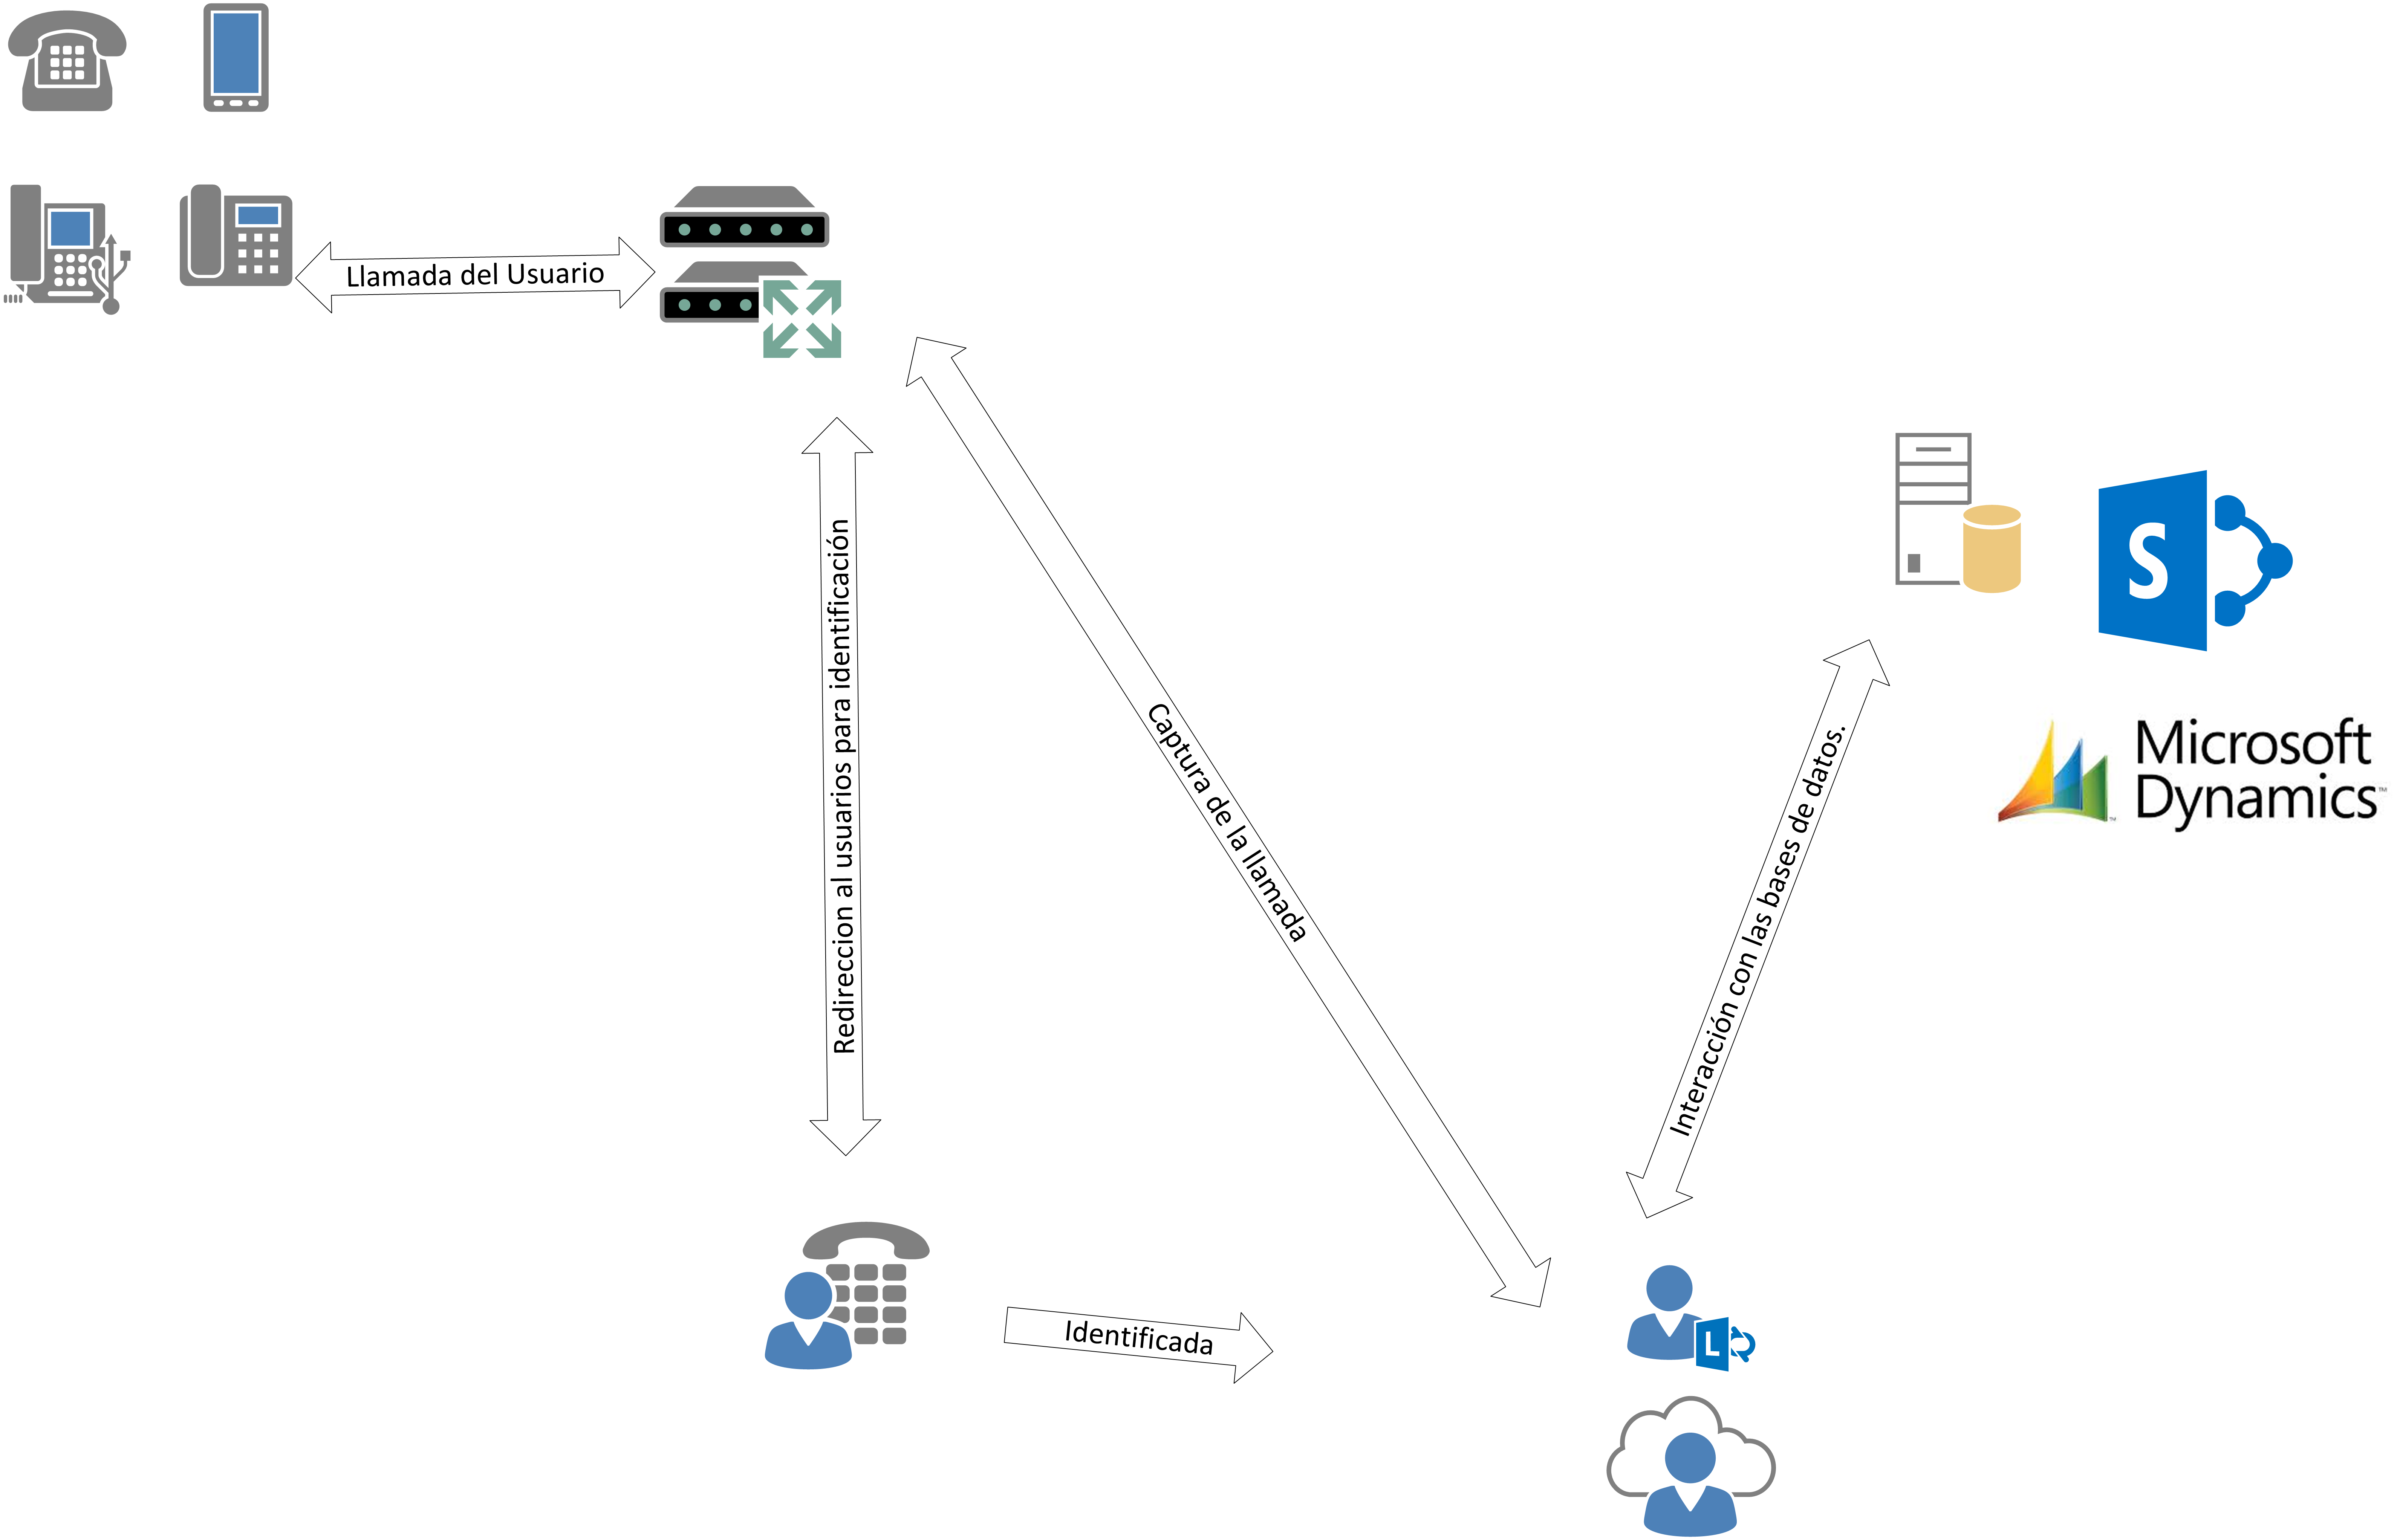 Llamada del Usuario
Redireccion al usuarios para identificación
Captura de la llamada
Interacción con las bases de datos.
S
Microsoft
Dynamics™
Identificada
L